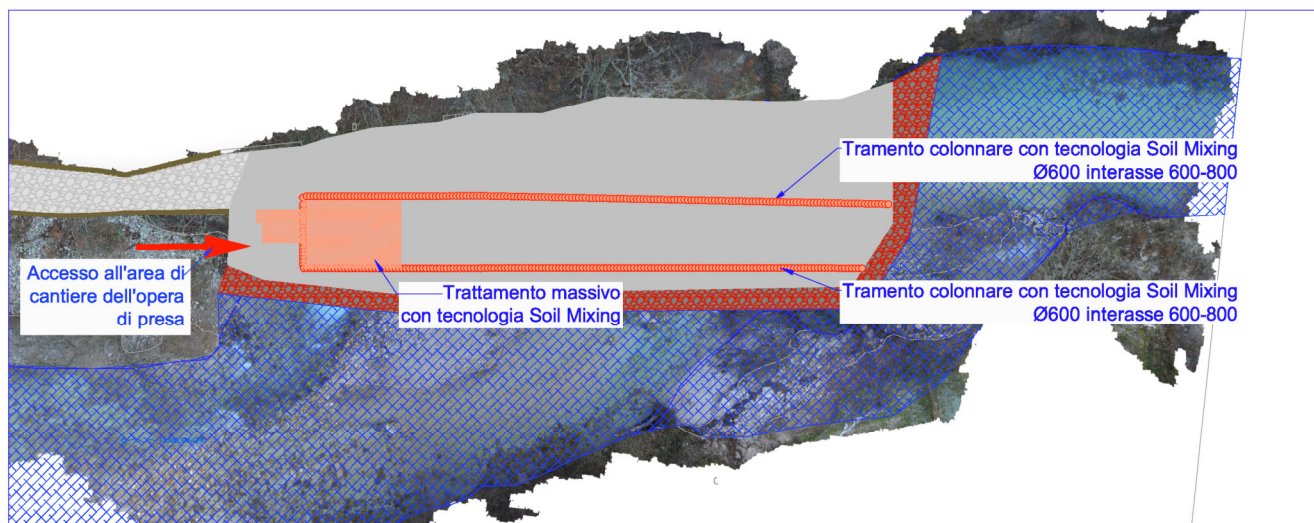 Tramento colonnare con tecnologia Soil Mixing
Ø600 interasse 600-800
Accesso all'area di
cantiere dell'opera
di presa
Trattamento massivo
con tecnologia Soil Mixing
Tramento colonnare con tecnologia Soil Mixing
Ø600 interasse 600-800
C